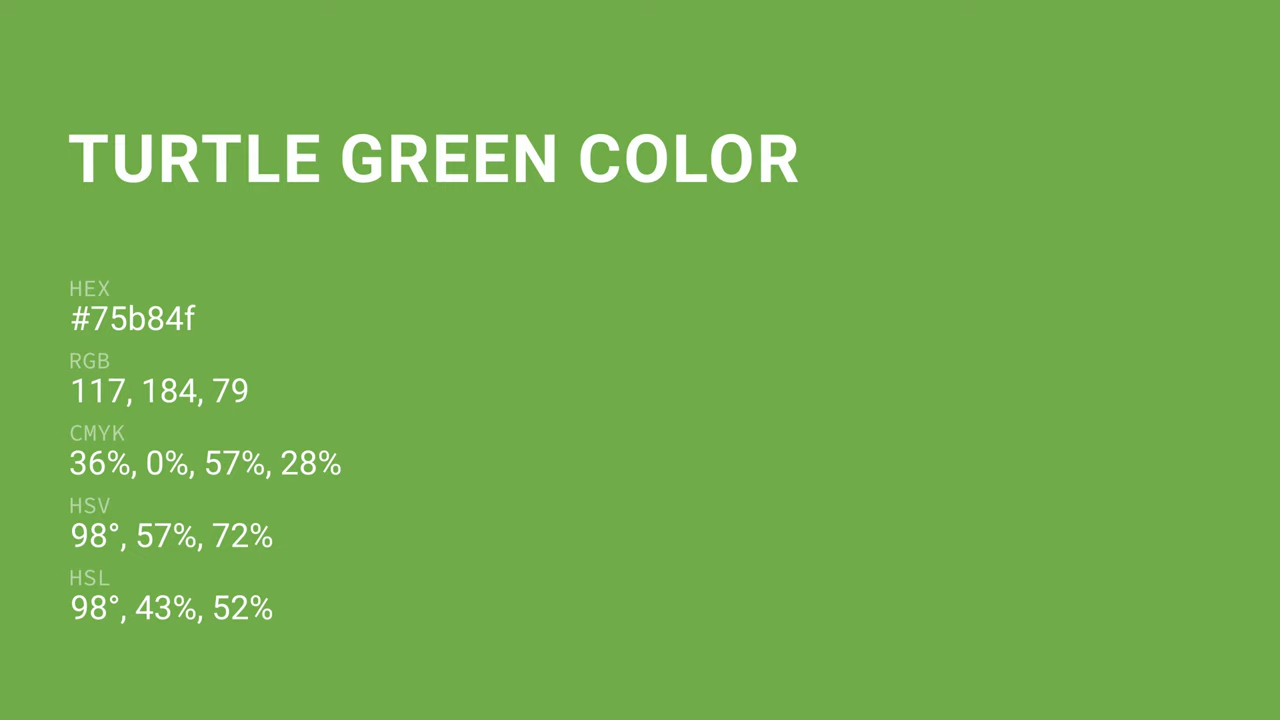 TURTLE GREEN COLOR
HEX
#75b84f
RGB
117, 184, 79
CMYK
36%, 0%, 57%, 28%
HSV
98°, 57%, 72%
HSL
98°, 43%, 52%